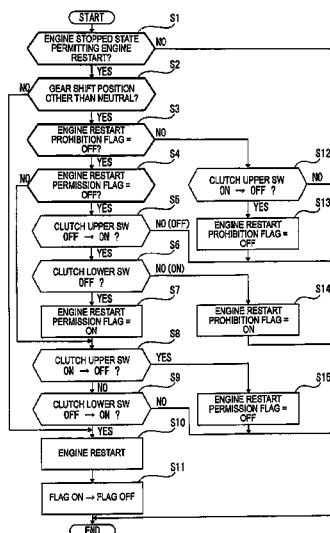 START
S1
ENGINE STOPPED STATE
PERMITTING ENGINE
RESTART?
NO
YES
S2
NO
GEAR SHIFT POSITION
OTHER THAN NEUTRAL?
YES
S3
ENGINE RESTART
PROHIBITION FLAG =
OFF?
NO
YES
S4
NO
ENGINE RESTART
PERMISSION FLAG =
OFF?
YES
S12
CLUTCH UPPER SW
ON → OFF ?
NO
YES
S13
ENGINE RESTART
PROHIBITION FLAG =
OFF
S5
CLUTCH UPPER SW
OFF → ON ?
NO(OFF)
YES
S6
CLUTCH LOWER SW
OFF ?
NO(ON)
YES
S7
ENGINE RESTART
PERMISSION FLAG =
ON
S14
ENGINE RESTART
PROHIBITION FLAG =
ON
S8
CLUTCH UPPER SW
ON → OFF ?
YES
NO
S9
CLUTCH LOWER SW
OFF → ON ?
NO
YES
S15
ENGINE RESTART
PERMISSION FLAG =
OFF
S10
ENGINE RESTART
S11
FLAG ON → FLAG OFF
END